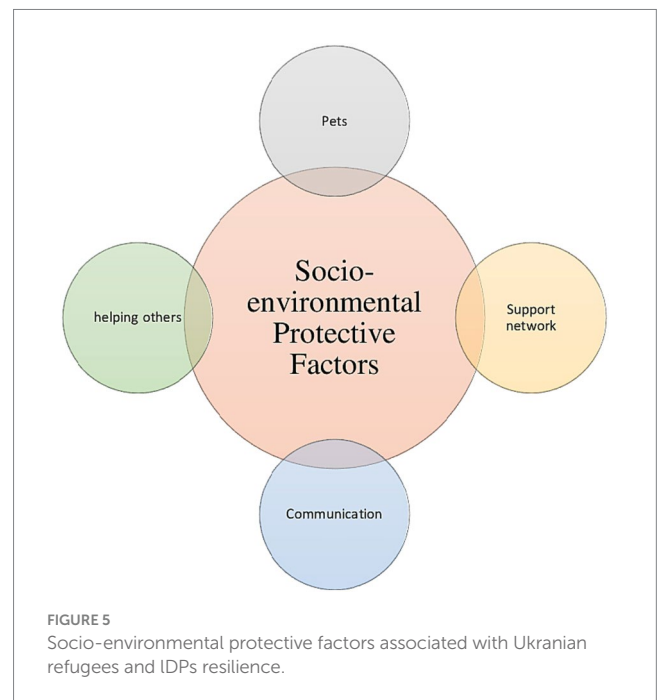 Pets
helping others
Socio-
environmental
Protective
Factors
Support
network
Communication
FIGURE 5
Socio-environmental protective factors associated with Ukranian
refugees and lDPs resilience.